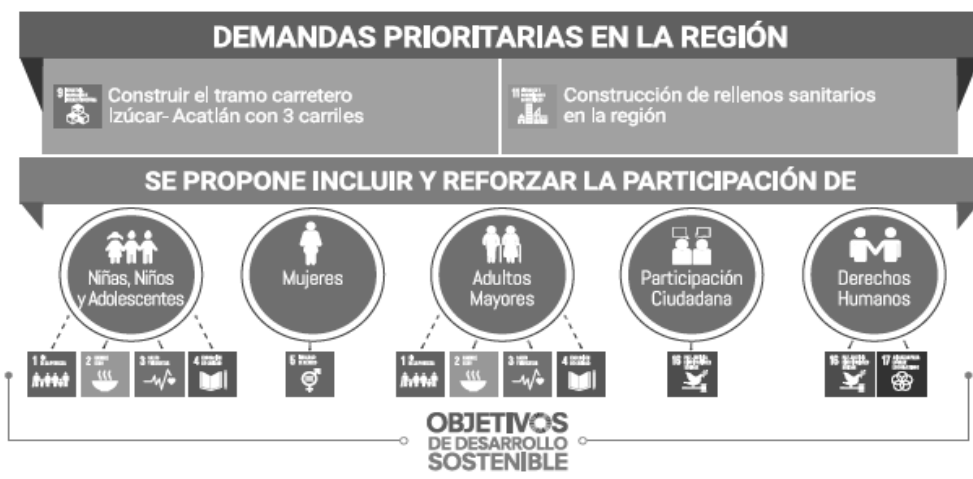 DEMANDAS PRIORITARIAS EN LA REGIÓN
9
Construir el tramo carretero
Izúcar- Acatlán con 3 carriles
11
Construcción de rellenos sanitarios
en la región
SE PROPONE INCLUIR Y REFORZAR LA PARTICIPACIÓN DE
Niñas, Niños
y Adolescentes
Mujeres
Adultos
Mayores
Participación
Ciudadana
Derechos
Humanos
1
2
3
4
5
1
2
3
4
16
16
17
OBJETIVOS
DE DESARROLLO
SOSTENIBLE